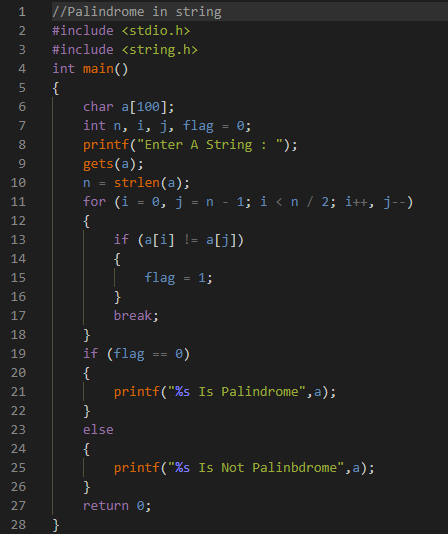 1 //Palindrome in string
2 #include <stdio.h>
3 #include <string.h>
4 int main()
5 {
6 char a[100];
7 int n, i, j, flag = 0;
8 printf("Enter A String : ");
9 gets(a);
10 n = strlen(a);
11 for (i = 0, j = n - 1; i < n / 2; i++, j--)
12 {
13 if (a[i] != a[j])
14 {
15 flag = 1;
16 }
17 break;
18 }
19 if (flag == 0)
20 {
21 printf("%s Is Palindrome",a);
22 }
23 else
24 {
25 printf("%s Is Not Palinbdrome",a);
26 }
27 return 0;
28 }